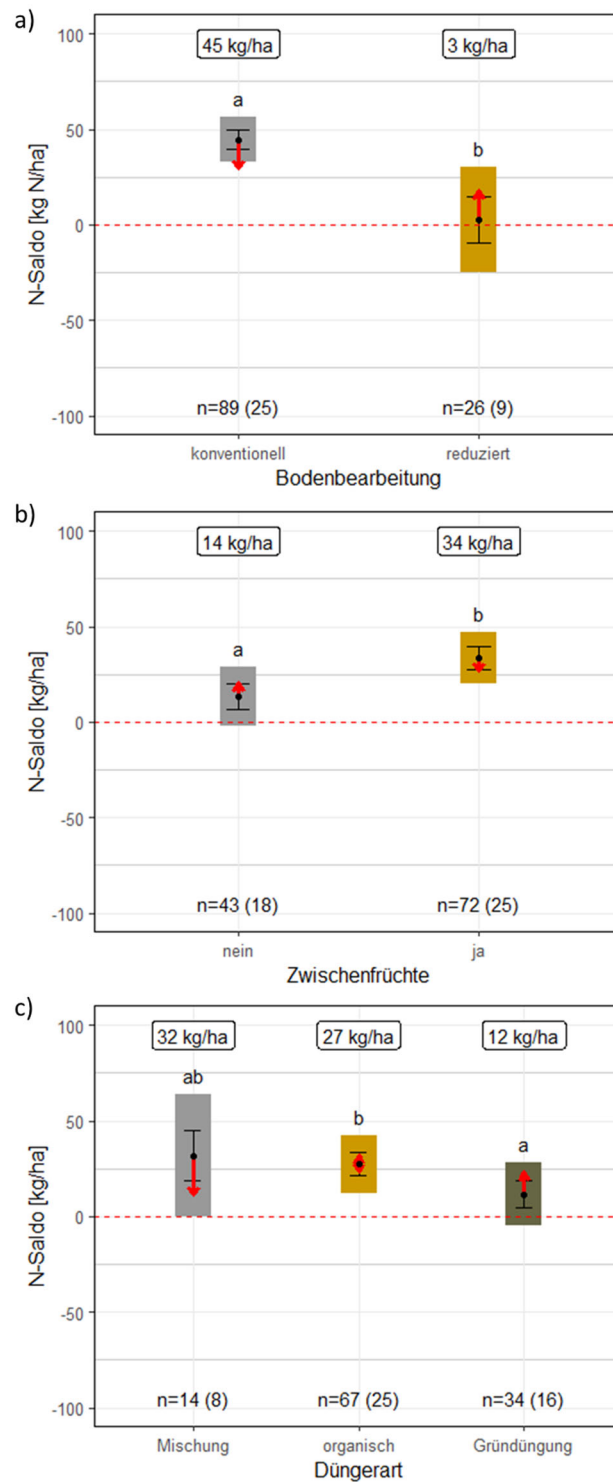 a)
100
45 kg/ha
3 kg/ha
a
50
b
N-Saldo [kg N/ha]
0
-50
n=89 (25)
n=26 (9)
-100
konventionell
reduziert
Bodenbearbeitung
b)
100
14 kg/ha
34 kg/ha
b
50
a
N-Saldo [kg/ha]
0
-50
n=43 (18)
n=72 (25)
-100
nein
ja
Zwischenfrüchte
c)
100
32 kg/ha
27 kg/ha
12 kg/ha
ab
50
b
a
N-Saldo [kg/ha]
0
-50
n=14 (8)
n=67 (25)
n=34 (16)
-100
Mischung
organisch
Gründüngung
Düngerart